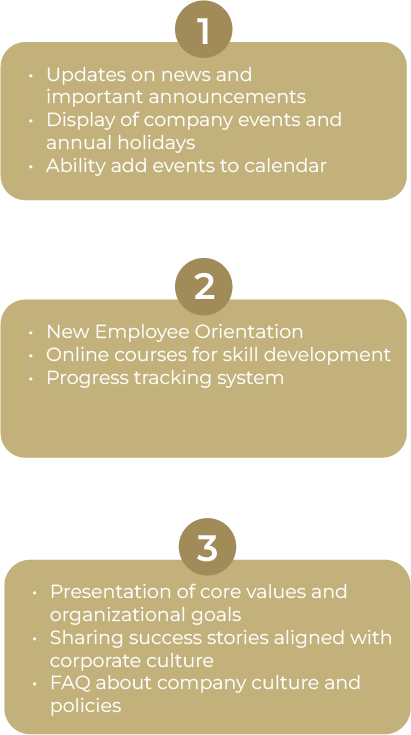 1
• Updates on news and
important announcements
• Display of company events and
annual holidays
• Ability add events to calendar
2
• New Employee Orientation
• Online courses for skill development
• Progress tracking system
3
• Presentation of core values and
organizational goals
• Sharing success stories aligned with
corporate culture
• FAQ about company culture and
policies